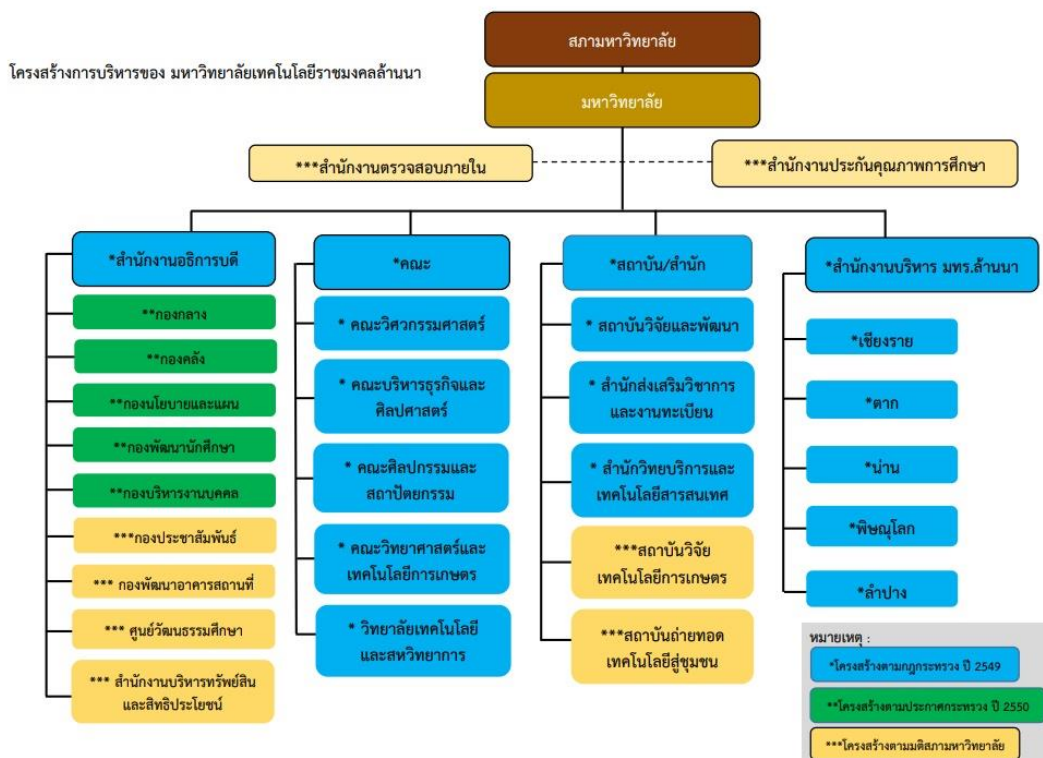 สภามหาวิทยาลัย
โครงสร้างการบริหารของ มหาวิทยาลัยเทคโนโลยีราชมงคลล้านนา
มหาวิทยาลัย
***สำนักงานตรวจสอบภายใน
***สำนักงานประกันคุณภาพการศึกษา
*สำนักงานอธิการบดี
**กองกลาง
**กองคลัง
**กองนโยบายและแผน
**กองพัฒนานักศึกษา
**กองบริหารงานบุคคล
***กองประชาสัมพันธ์
*** กองพัฒนาอาคารสถานที่
*** ศูนย์วัฒนธรรมศึกษา
*** สำนักงานบริหารทรัพย์สิน
และสิทธิประโยชน์
*คณะ
* คณะวิศวกรรมศาสตร์
* คณะบริหารธุรกิจและ
ศิลปศาสตร์
* คณะศิลปกรรมและ
สถาปัตยกรรม
* คณะวิทยาศาสตร์และ
เทคโนโลยีการเกษตร
* วิทยาลัยเทคโนโลยี
และสหวิทยาการ
*สถาบัน/สำนัก
* สถาบันวิจัยและพัฒนา
* สำนักส่งเสริมวิชาการ
และงานทะเบียน
* สำนักวิทยบริการและ
เทคโนโลยีสารสนเทศ
***สถาบันวิจัย
เทคโนโลยีการเกษตร
***สถาบันถ่ายทอด
เทคโนโลยีสู่ชุมชน
*สำนักงานบริหาร มทร.ล้านนา
*เชียงราย
*ตาก
*น่าน
*พิษณุโลก
*ลำปาง
หมายเหตุ :
*โครงสร้างตามกฎกระทรวง ปี 2549
**โครงสร้างตามประกาศกระทรวง ปี 2550
***โครงสร้างตามมติสภามหาวิทยาลัย